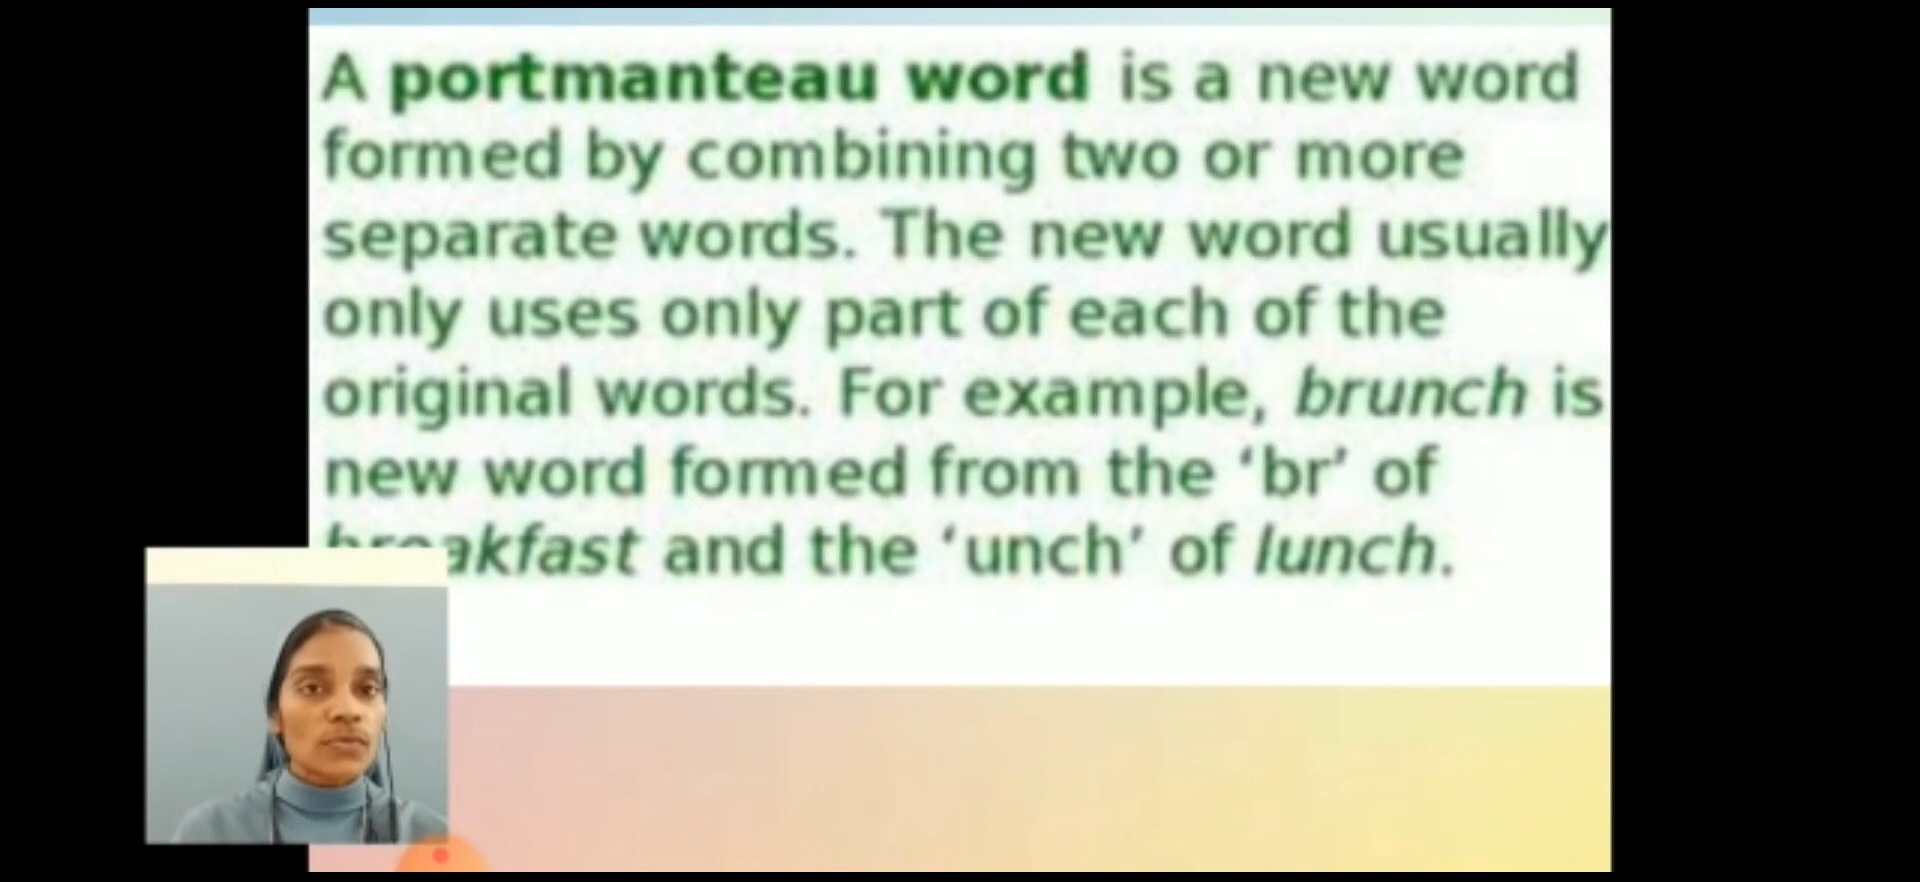 A portmanteau word is a new word
formed by combining two or more
separate words. The new word usually
only uses only part of each of the
original words. For example, brunch is
new word formed from the ‘br’ of
breakfast and the ‘unch’ of lunch.